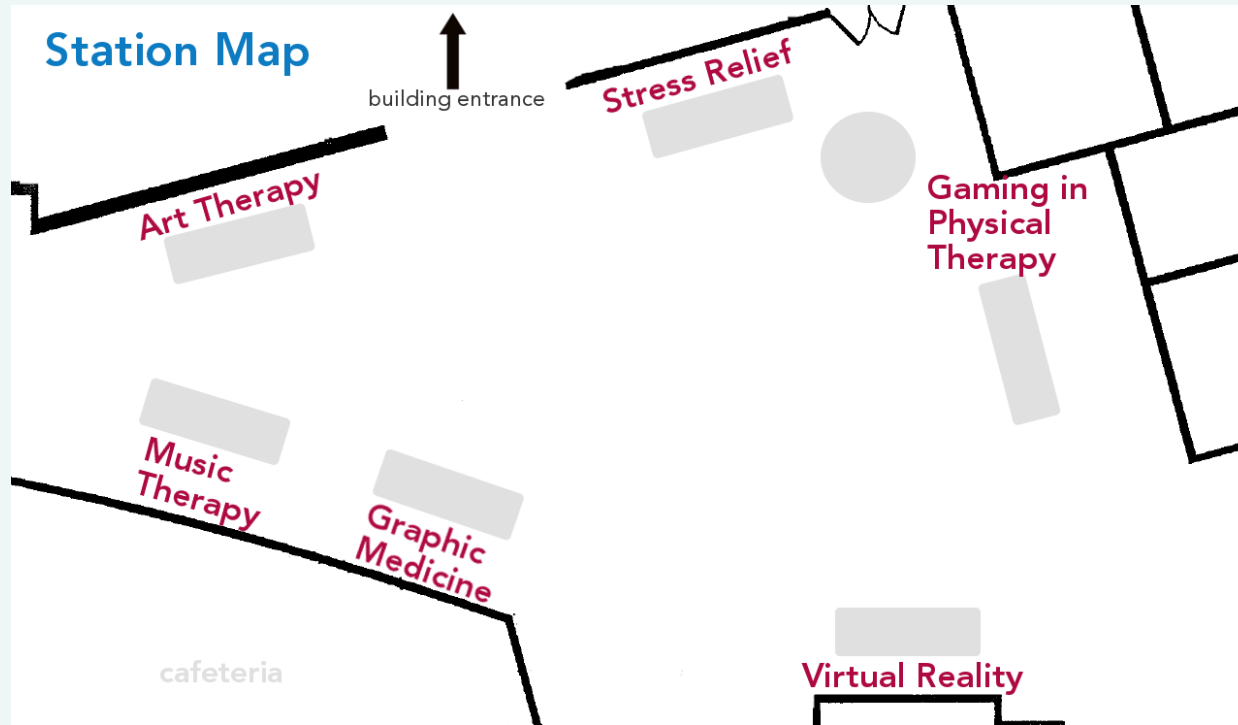 Station Map
building entrance
Stress Relief
Art Therapy
Gaming in
Physical
Therapy
Music
Therapy
Graphic
Medicine
cafeteria
Virtual Reality